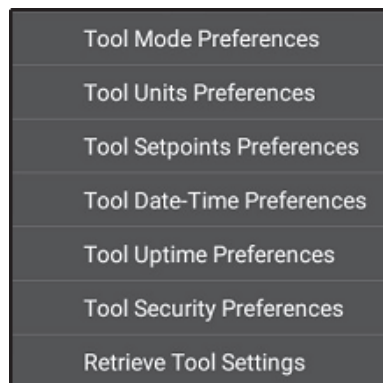 Tool Mode Preferences
Tool Units Preferences
Tool Setpoints Preferences
Tool Date-Time Preferences
Tool Uptime Preferences
Tool Security Preferences
Retrieve Tool Settings